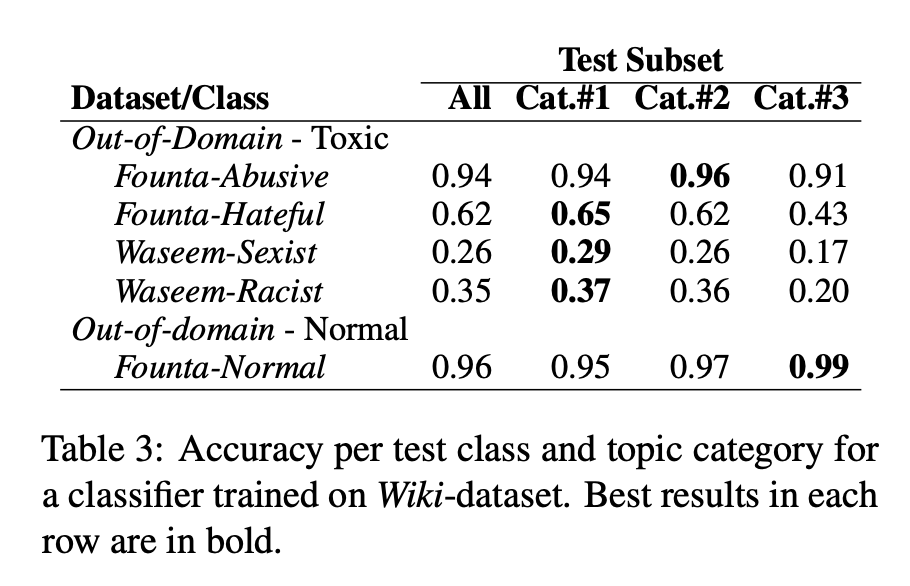 Test Subset
Dataset/Class All Cat.#1 Cat.#2 Cat.#3
Out-of-Domain - Toxic
Founta-Abusive 0.94 0.94 0.96 0.91
Founta-Hateful 0.62 0.65 0.62 0.43
Waseem-Sexist 0.26 0.29 0.26 0.17
Waseem-Racist 0.35 0.37 0.36 0.20
Out-of-domain - Normal
Founta-Normal 0.96 0.95 0.97 0.99
Table 3: Accuracy per test class and topic category for
a classifier trained on Wiki-dataset. Best results in each
row are in bold.